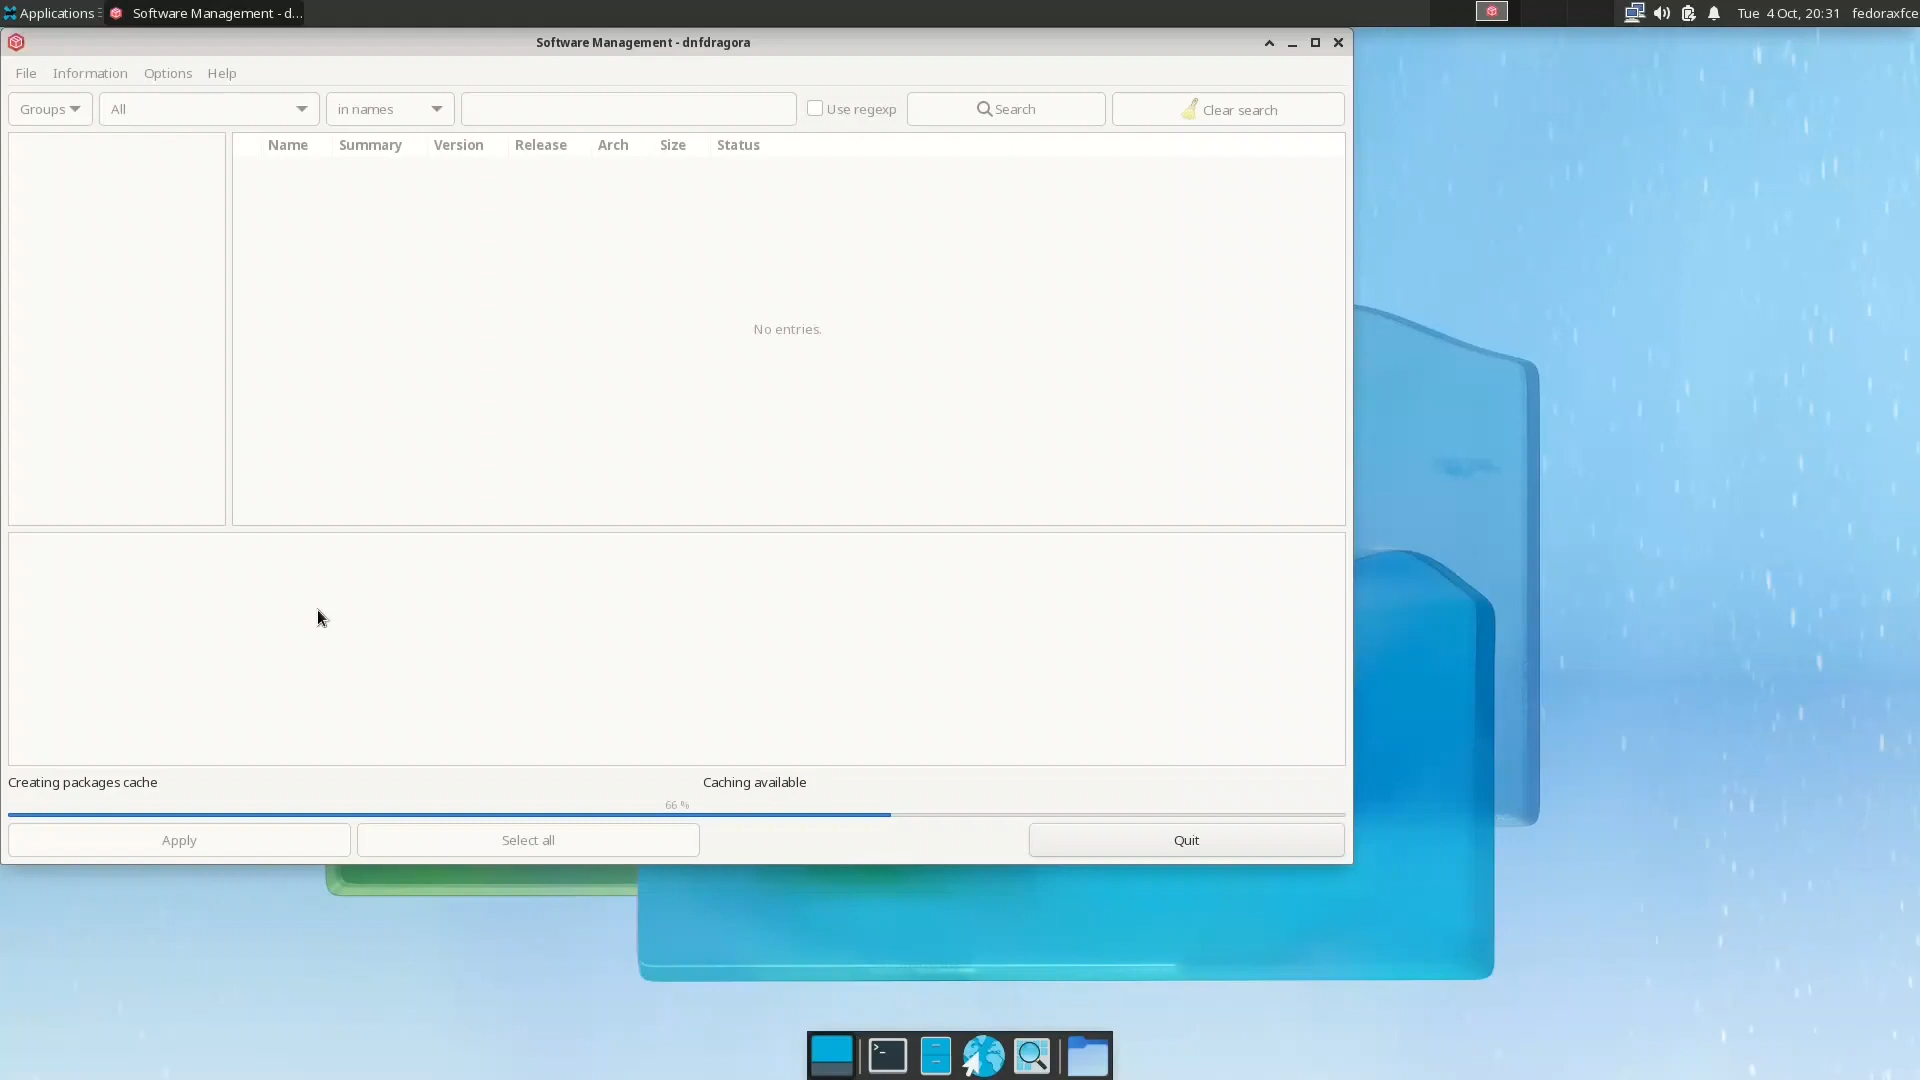 Applications
Software Management - d...
Tue 4 Oct, 20:31
fedoraxfce
Software Management - dnfdragora
File Information Options Help
Groups All in names Use regexp Search Clear search
Name Summary Version Release Arch Size Status
No entries.
Creating packages cache Caching available
66 %
Apply Select all Quit